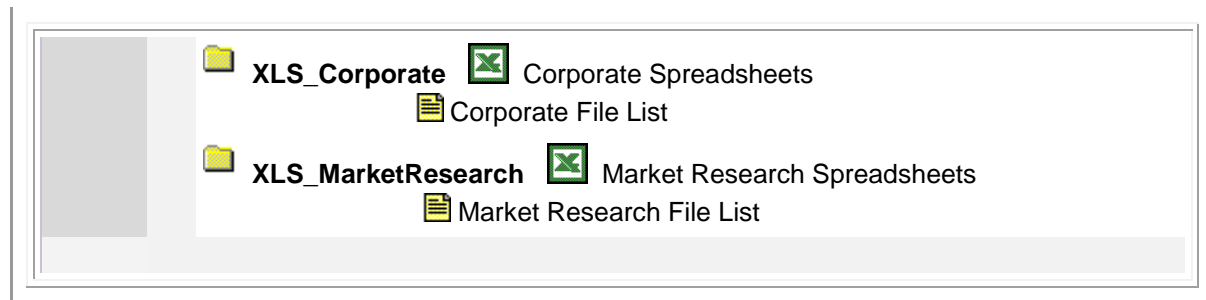 XLS_Corporate Corporate Spreadsheets
Corporate File List
XLS_MarketResearch Market Research Spreadsheets
Market Research File List